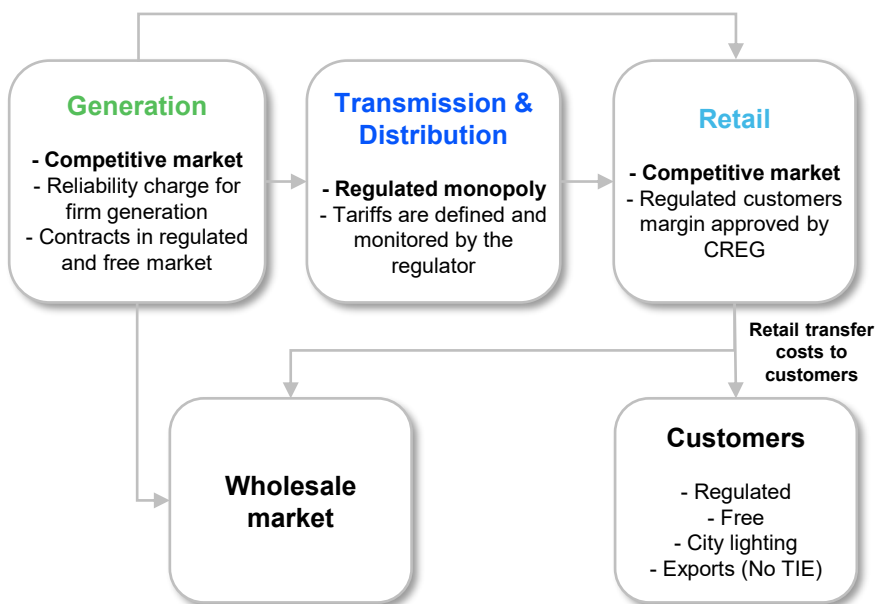 Generation
- Competitive market
- Reliability charge for
firm generation
- Contracts in regulated
and free market
Transmission &
Distribution
- Regulated monopoly
- Tariffs are defined and
monitored by the
regulator
Retail
- Competitive market
- Regulated customers
margin approved by
CREG
Retail transfer
costs to
customers
Wholesale
market
Customers
- Regulated
- Free
- City lighting
- Exports (No TIE)